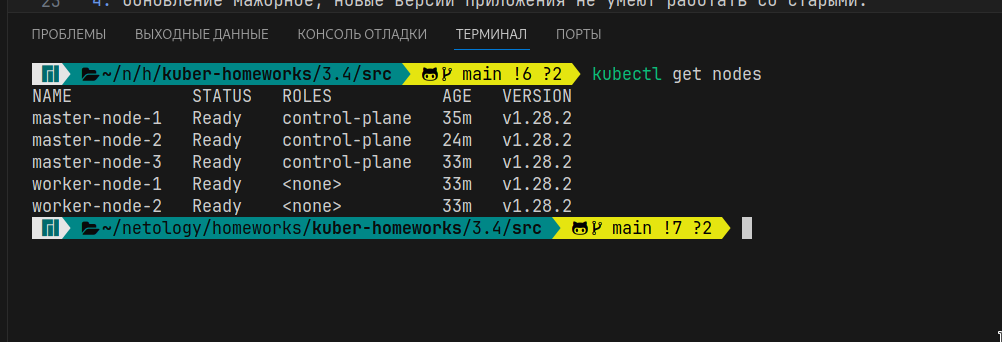 23 4. Обновление мажорное, новые версии приложения не умеют работать со старыми.
ПРОБЛЕМЫ ВЫХОДНЫЕ ДАННЫЕ КОНСОЛЬ ОТЛАДКИ ТЕРМИНАЛ ПОРТЫ
~/n/h/kuber-homeworks/3.4/src main !6 ?2 kubectl get nodes
NAME STATUS ROLES AGE VERSION
master-node-1 Ready control-plane 35m v1.28.2
master-node-2 Ready control-plane 24m v1.28.2
master-node-3 Ready control-plane 33m v1.28.2
worker-node-1 Ready <none> 33m v1.28.2
worker-node-2 Ready <none> 33m v1.28.2
~/netology/homeworks/kuber-homeworks/3.4/src main !7 ?2